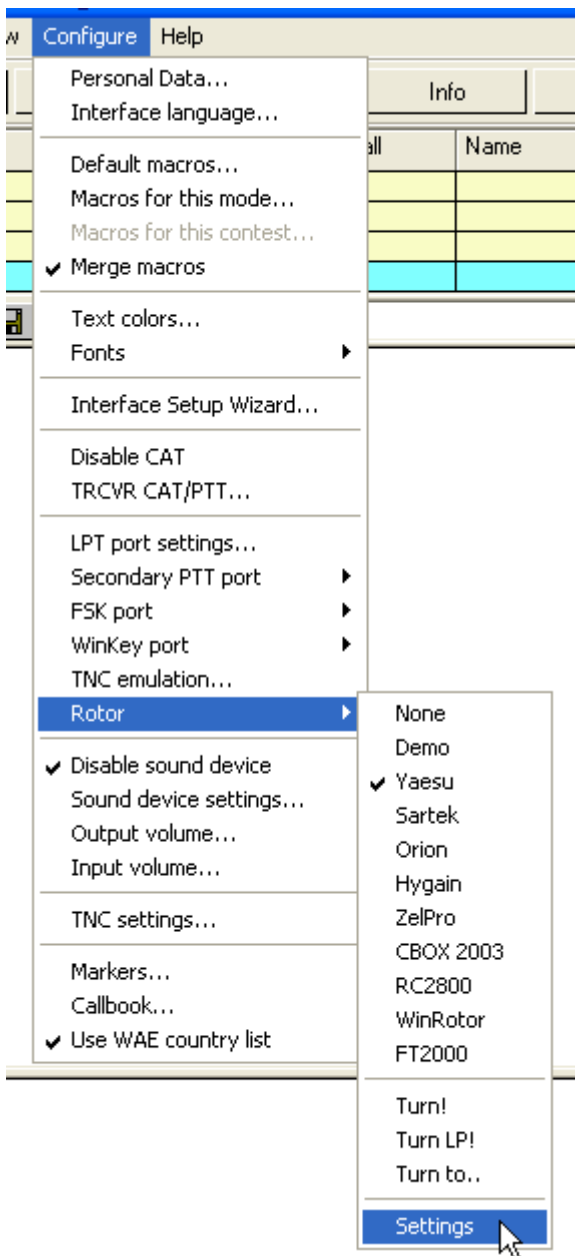 w Configure Help
Info
all Name
Personal Data...
Interface language...
Default macros...
Macros for this mode...
Macros for this contest...
Merge macros
Text colors...
Fonts
Interface Setup Wizard...
Disable CAT
TRCVR CAT/PTT...
LPT port settings...
Secondary PTT port
FSK port
WinKey port
TNC emulation...
Rotor
Disable sound device
Sound device settings...
Output volume...
Input volume...
TNC settings...
Markers...
Callbook...
Use WAE country list
None
Demo
Yaesu
Sartek
Orion
Hygain
ZelPro
CBOX 2003
RC2800
WinRotor
FT2000
Turn!
Turn LP!
Turn to..
Settings